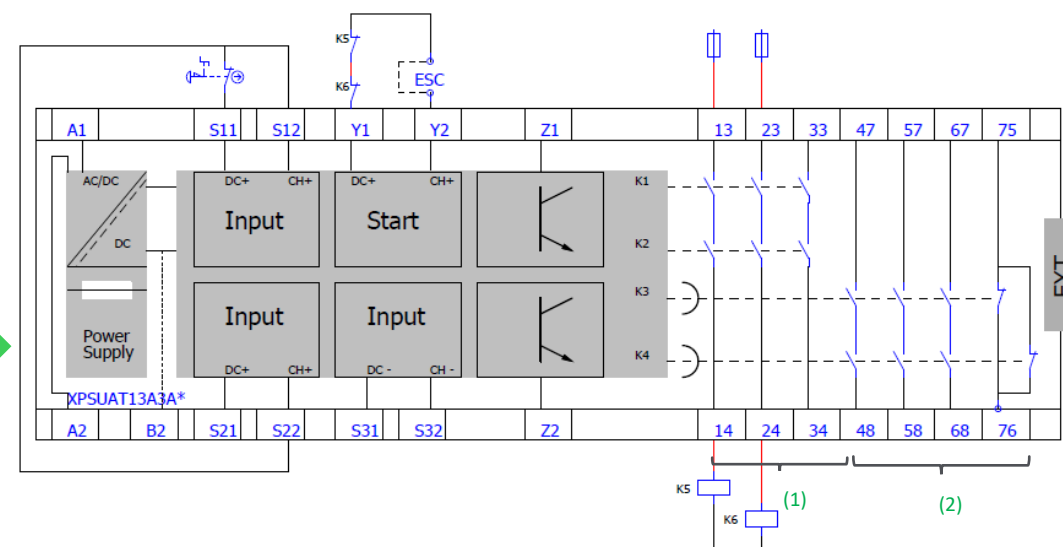 K5
K6
ESC
A1 S11 S12 Y1 Y2 Z1 13 23 33 47 57 67 75
AC/DC
DC
DC+ CH+
Input
DC+ CH+
Start
K1
K2
K3
K4
Power
Supply
Input
DC+ CH+
Input
DC - CH -
EXT
XPSUAT13A3A*
A2 B2 S21 S22 S31 S32 Z2 14 24 34 48 58 68 76
K5
K6
(1)
(2)